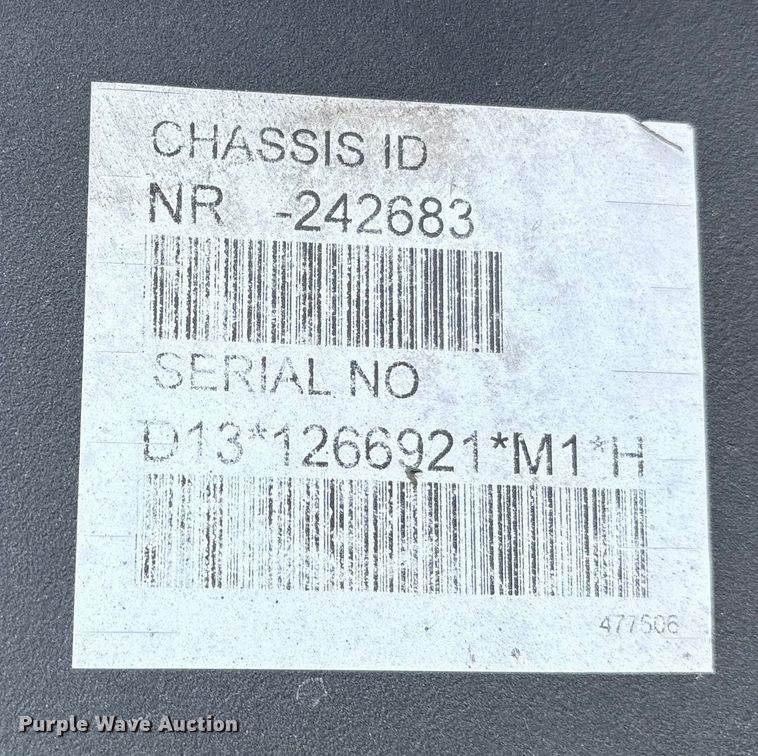 CHASSIS ID
NR -242683
SERIAL NO
D13*1266921*M1*H
477506
Purple Wave Auction